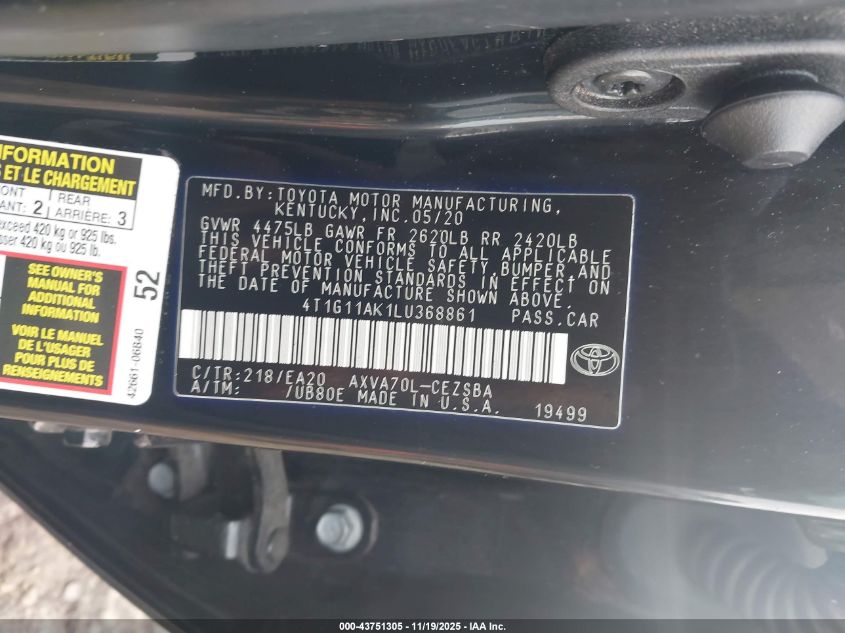 INFORMATION
ET LE CHARGEMENT
REAR
ARRIÈRE: 3
2
exceed 420 kg or 925 lbs.
420 kg ou 925 lb.
SEE OWNER'S
MANUAL FOR
ADDITIONAL
INFORMATION
VOIR LE MANUEL
DE L'USAGER
POUR PLUS DE
RENSEIGNEMENTS
52
42661-06B40
MFD.BY:TOYOTA MOTOR MANUFACTURING,
KENTUCKY,INC.05/20
GVWR 4475LB GAWR FR 2620LB RR 2420LB
THIS VEHICLE CONFORMS TO ALL APPLICABLE
FEDERAL MOTOR VEHICLE SAFETY,BUMPER,AND
THEFT PREVENTION STANDARDS IN EFFECT ON
THE DATE OF MANUFACTURE SHOWN ABOVE.
4T1G11AK1LU368861 PASS.CAR
C/TR:218/EA20 AXVA70L-CEZSBA
A/TM: /UB80E MADE IN U.S.A.
19499
000-43751305 - 11/19/2025 - IAA Inc.